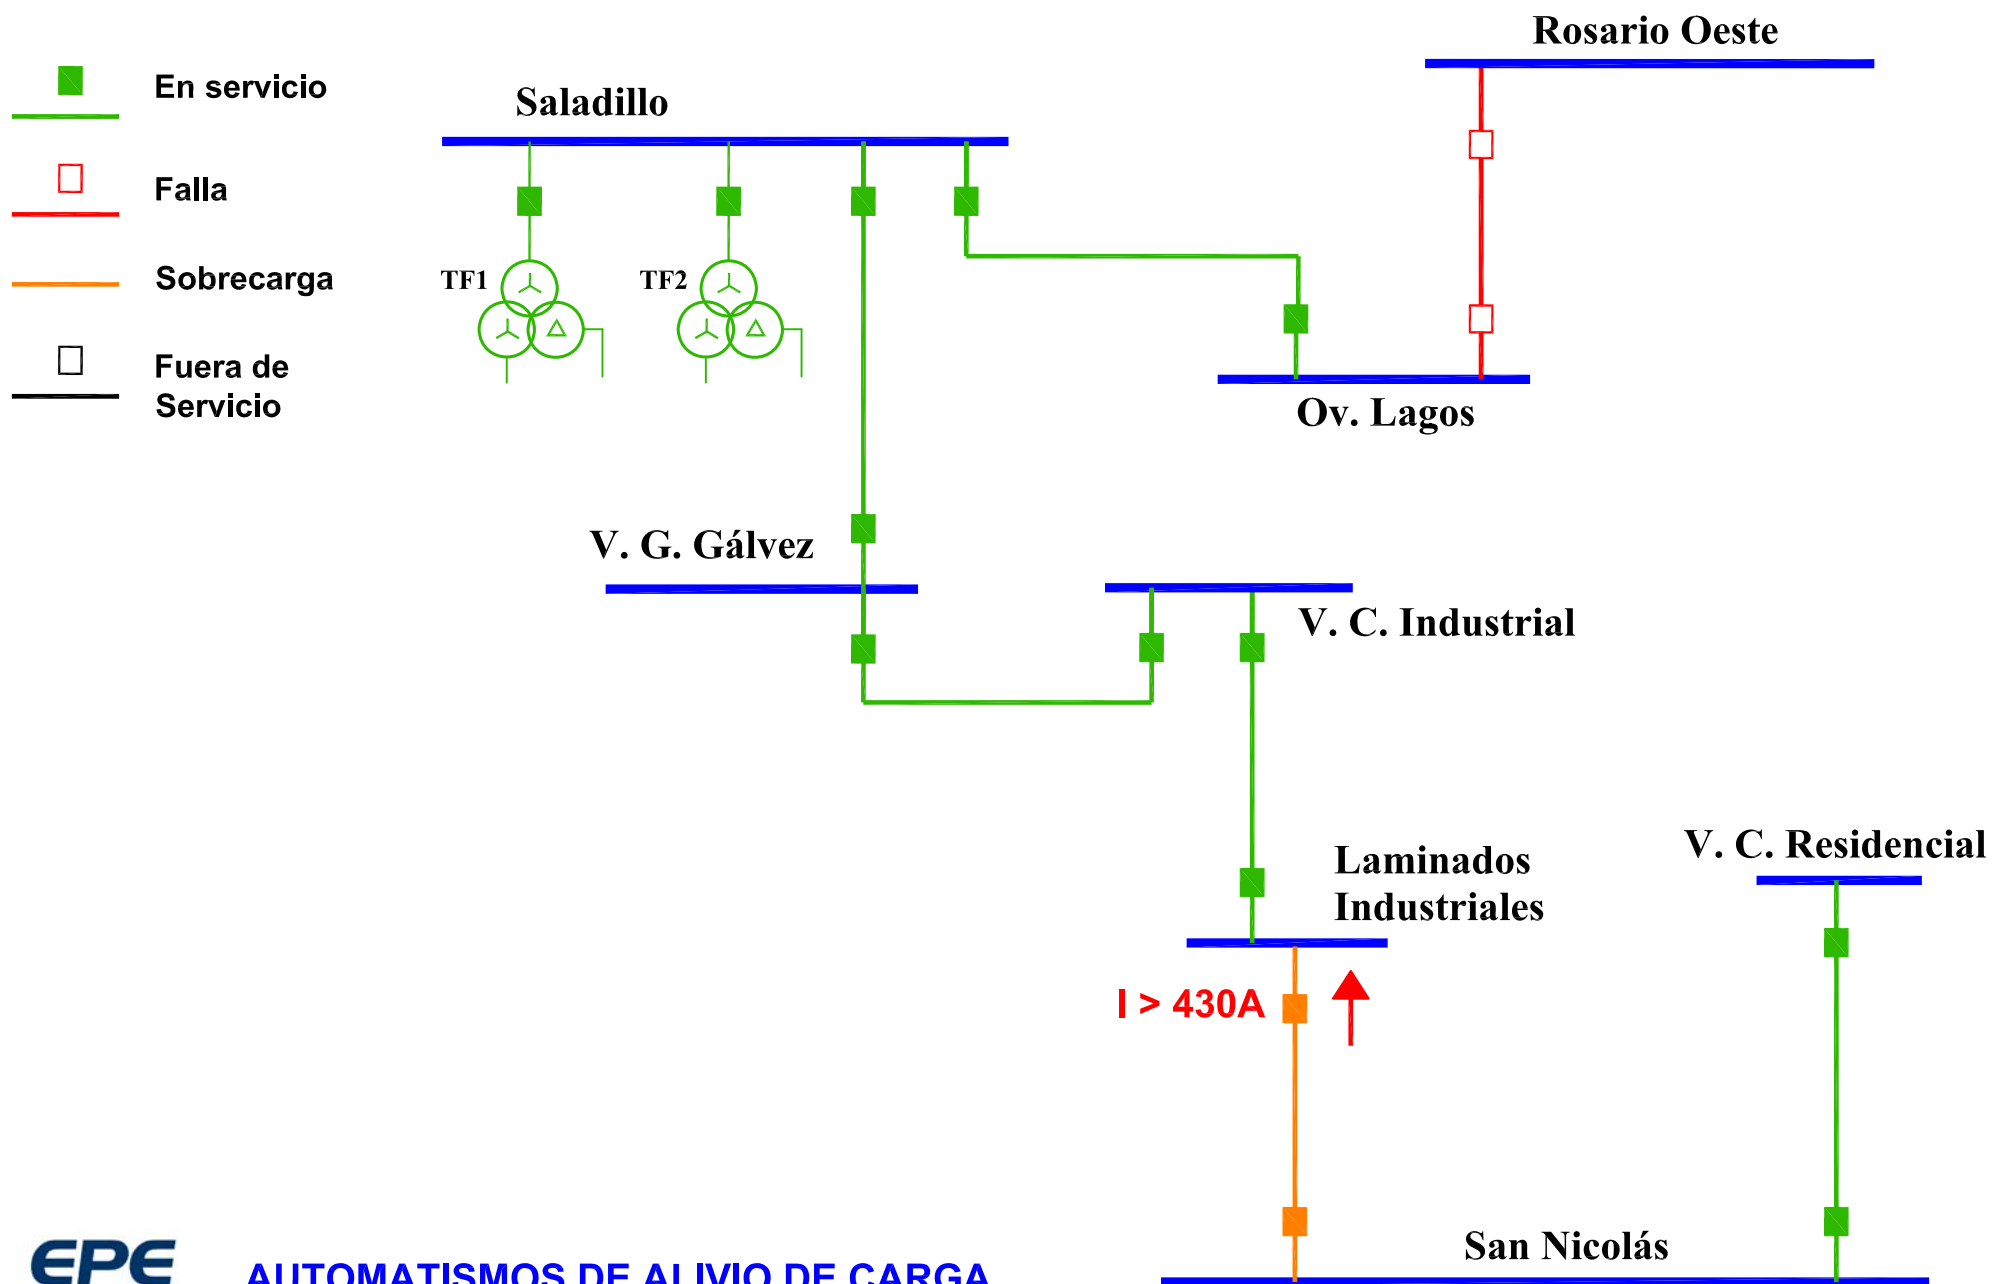 Rosario Oeste
En servicio
Saladillo
Falla
TF1
TF2
Sobrecarga
Fuera de
Servicio
Ov. Lagos
V. G. Gálvez
V. C. Industrial
V. C. Residencial
Laminados
Industriales
I > 430A
San Nicolás
EPE
AUTOMATISMOS DE ALIVIO DE CARGA